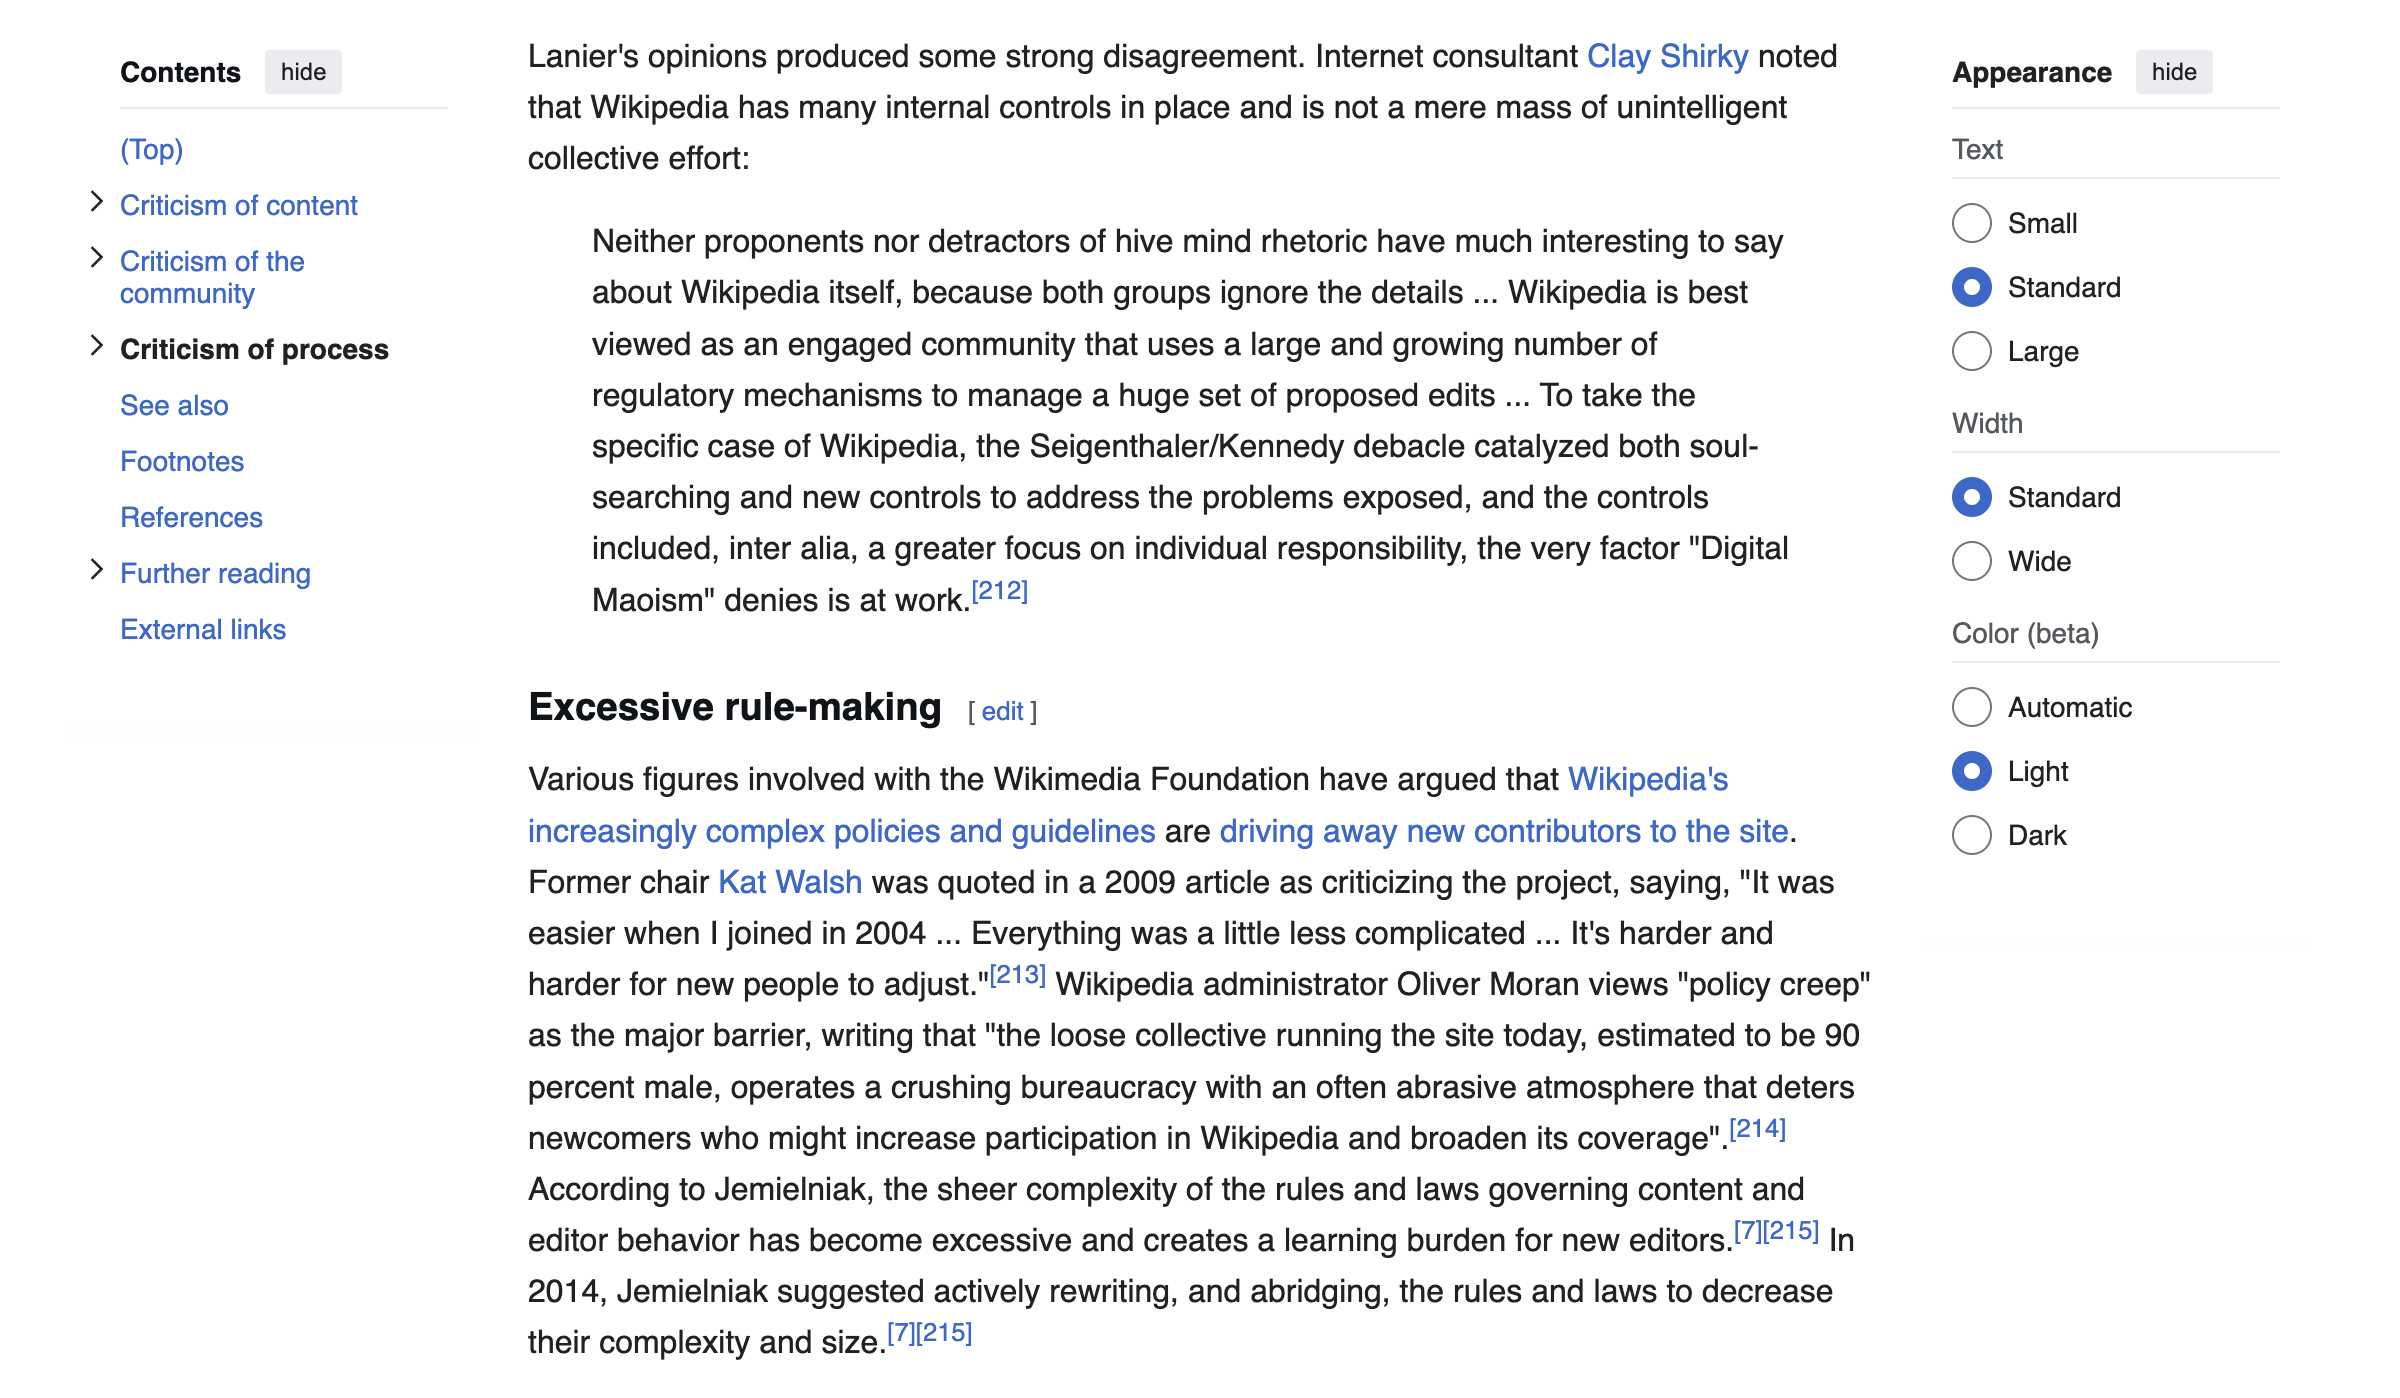 Contents hide
(Top)
Criticism of content
Criticism of the
community
Criticism of process
See also
Footnotes
References
Further reading
External links
Lanier's opinions produced some strong disagreement. Internet consultant Clay Shirky noted
that Wikipedia has many internal controls in place and is not a mere mass of unintelligent
collective effort:
Neither proponents nor detractors of hive mind rhetoric have much interesting to say
about Wikipedia itself, because both groups ignore the details ... Wikipedia is best
viewed as an engaged community that uses a large and growing number of
regulatory mechanisms to manage a huge set of proposed edits ... To take the
specific case of Wikipedia, the Seigenthaler/Kennedy debacle catalyzed both soul-
searching and new controls to address the problems exposed, and the controls
included, inter alia, a greater focus on individual responsibility, the very factor "Digital
Maoism" denies is at work.[212]
Excessive rule-making [ edit ]
Various figures involved with the Wikimedia Foundation have argued that Wikipedia's
increasingly complex policies and guidelines are driving away new contributors to the site.
Former chair Kat Walsh was quoted in a 2009 article as criticizing the project, saying, "It was
easier when I joined in 2004 ... Everything was a little less complicated ... It's harder and
harder for new people to adjust."[213] Wikipedia administrator Oliver Moran views "policy creep"
as the major barrier, writing that "the loose collective running the site today, estimated to be 90
percent male, operates a crushing bureaucracy with an often abrasive atmosphere that deters
newcomers who might increase participation in Wikipedia and broaden its coverage".[214]
According to Jemielniak, the sheer complexity of the rules and laws governing content and
editor behavior has become excessive and creates a learning burden for new editors.[7][215] In
2014, Jemielniak suggested actively rewriting, and abridging, the rules and laws to decrease
their complexity and size.[7][215]
Appearance hide
Text
Small
Standard
Large
Width
Standard
Wide
Color (beta)
Automatic
Light
Dark